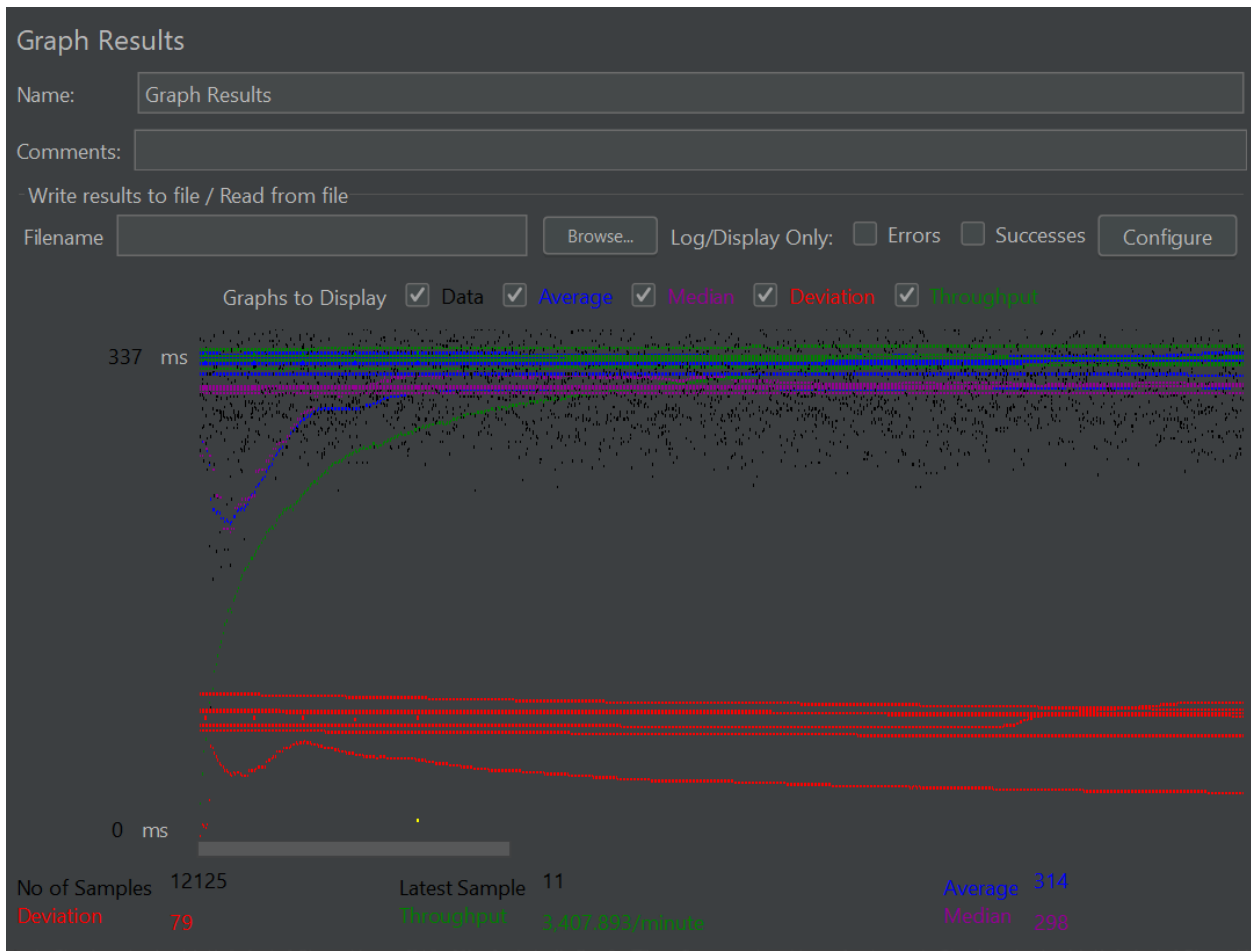 Graph Results
Name: Graph Results
Comments:
Write results to file / Read from file
Filename Browse... Log/Display Only: Errors Successes Configure
Graphs to Display Data Average Median Deviation Throughput
337 ms
0 ms
No of Samples 12125 Latest Sample 11 Average 314
Deviation 79 Throughput 3,407.893/minute Median 298